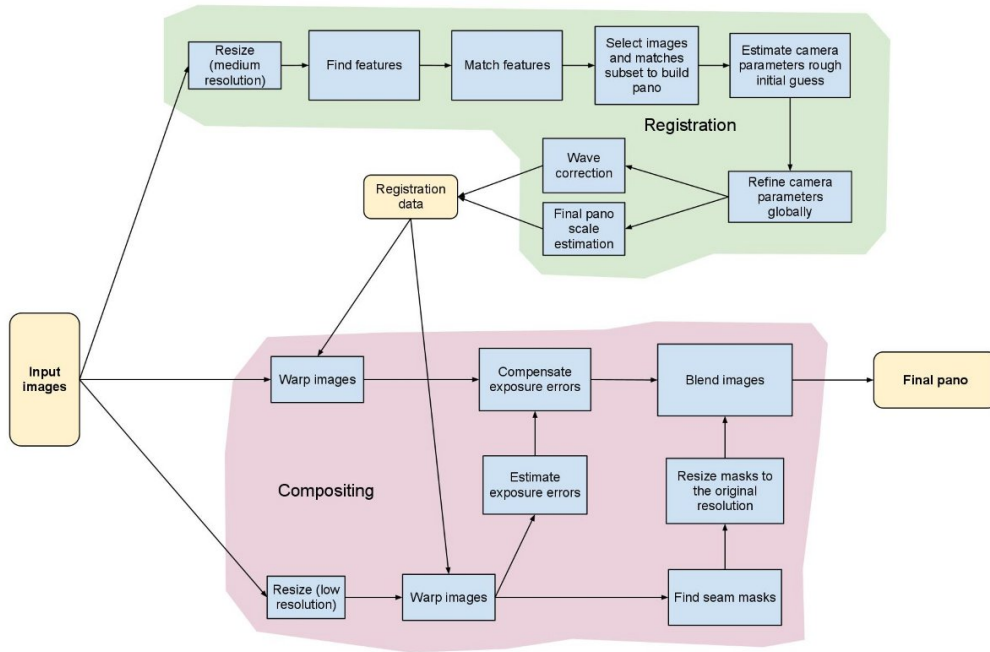 Resize
(medium
resolution)
Find features
Match features
Select images
and matches
subset to build
pano
Estimate camera
parameters rough
initial guess
Registration
Wave
correction
Refine camera
parameters
globally
Registration
data
Final pano
scale
estimation
Input
images
Warp images
Compensate
exposure errors
Blend images
Final pano
Estimate
exposure errors
Resize masks to
the original
resolution
Compositing
Resize (low
resolution)
Warp images
Find seam masks